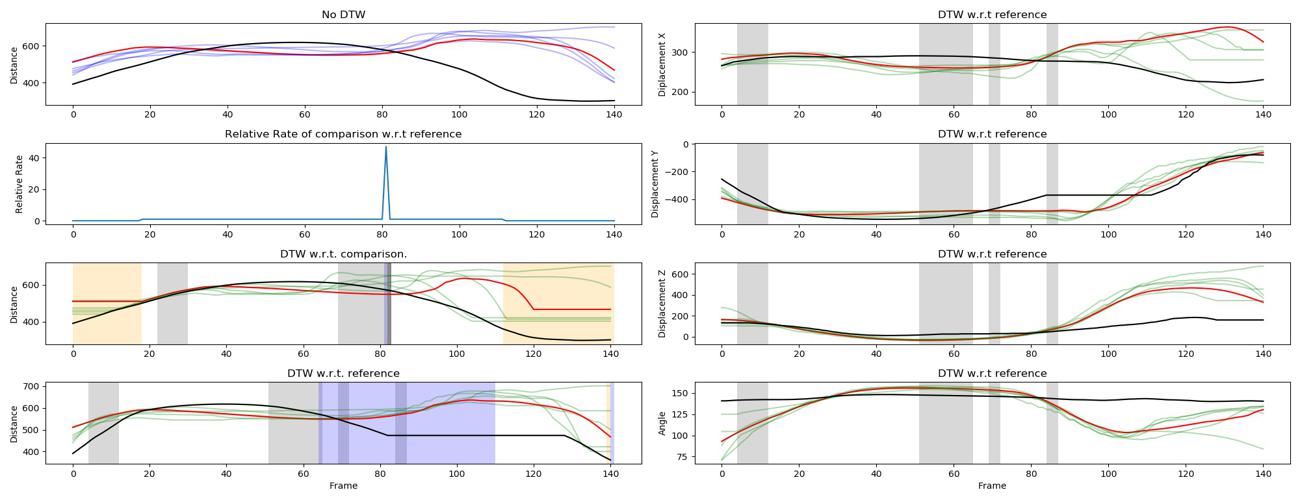 No DTW
Distance
600
400
0 20 40 60 80 100 120 140
Relative Rate of comparison w.r.t reference
Relative Rate
40
20
0
0 20 40 60 80 100 120 140
DTW w.r.t. comparison.
Distance
600
400
0 20 40 60 80 100 120 140
DTW w.r.t. reference
Distance
700
600
500
400
0 20 40 60 80 100 120 140
Frame
DTW w.r.t reference
Diplacement X
300
200
0 20 40 60 80 100 120 140
DTW w.r.t reference
Displacement Y
0
−200
−400
0 20 40 60 80 100 120 140
DTW w.r.t reference
Displacement Z
600
400
200
0
0 20 40 60 80 100 120 140
DTW w.r.t reference
Angle
150
125
100
75
0 20 40 60 80 100 120 140
Frame